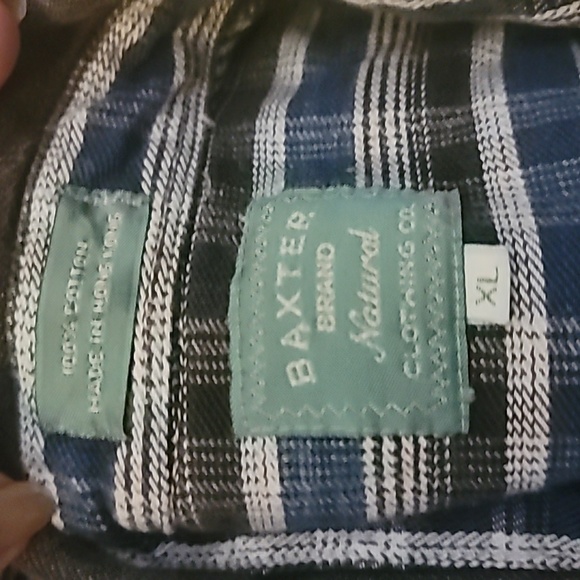 BAXTER
BRAND
Natural
CLOTHING CO.
XL
100% COTTON
MADE IN HONG KONG